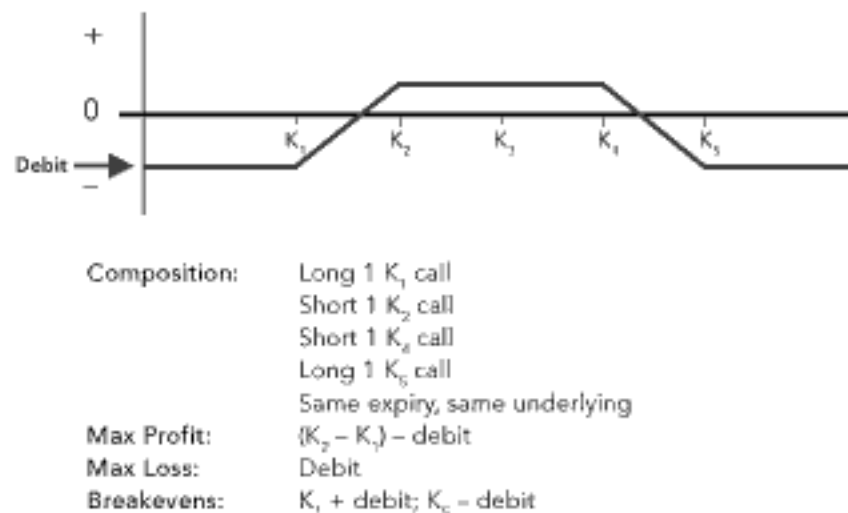 +
0
K₁ K₂ K₃ K₄ K₅
Debit
–
Composition: Long 1 K₁ call
Short 1 K₂ call
Short 1 K₄ call
Long 1 K₅ call
Same expiry, same underlying
Max Profit: (K₂ – K₁) – debit
Max Loss: Debit
Breakevens: K₁ + debit; K₅ – debit